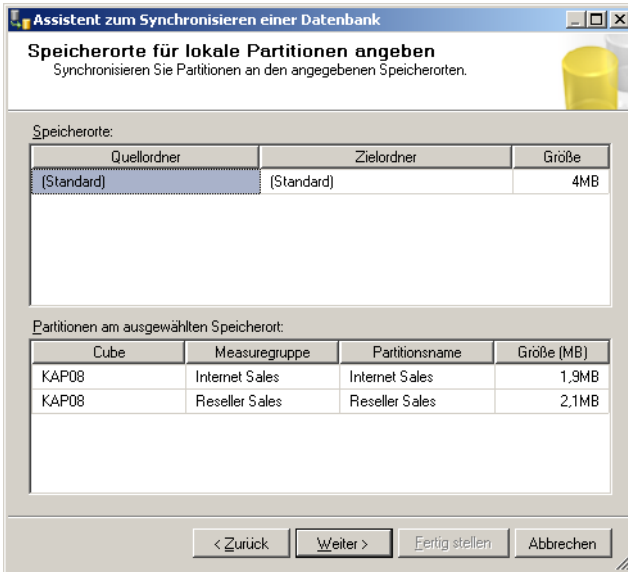 Assistent zum Synchronisieren einer Datenbank
Speicherorte für lokale Partitionen angeben
Synchronisieren Sie Partitionen an den angegebenen Speicherorten.
Speicherorte:
Quellordner Zielordner Größe
(Standard) (Standard) 4MB
Partitionen am ausgewählten Speicherort:
Cube Measuregruppe Partitionsname Größe (MB)
KAP08 Internet Sales Internet Sales 1,9MB
KAP08 Reseller Sales Reseller Sales 2,1MB
< Zurück Weiter > Fertig stellen Abbrechen